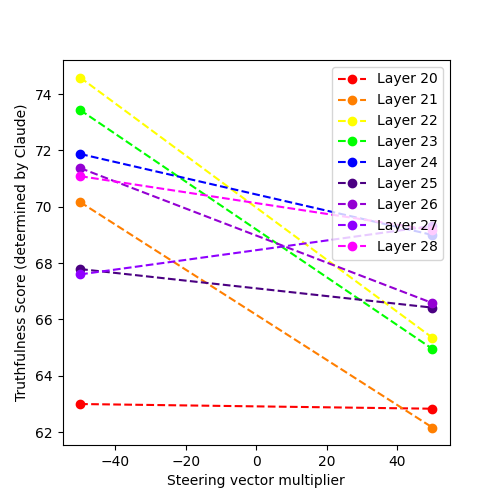 74
72
70
68
66
64
62
Truthfulness Score (determined by Claude)
Layer 20
Layer 21
Layer 22
Layer 23
Layer 24
Layer 25
Layer 26
Layer 27
Layer 28
−40 −20 0 20 40
Steering vector multiplier